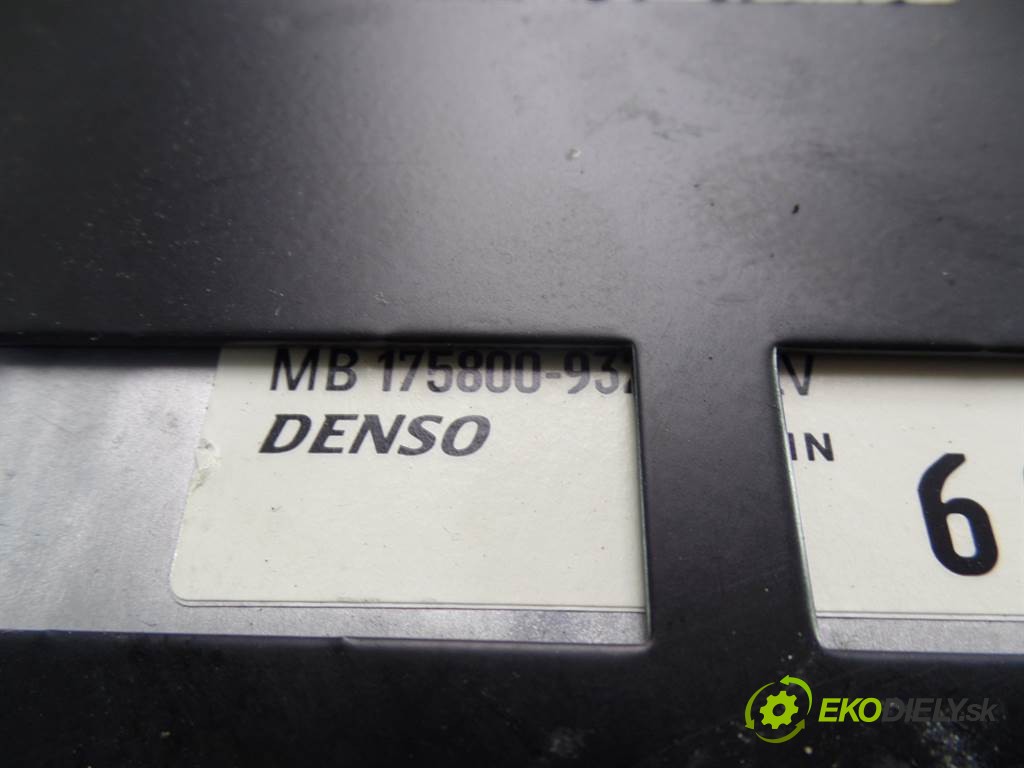 MB 175800-93
DENSO
IN
6
EKODIELY.sk